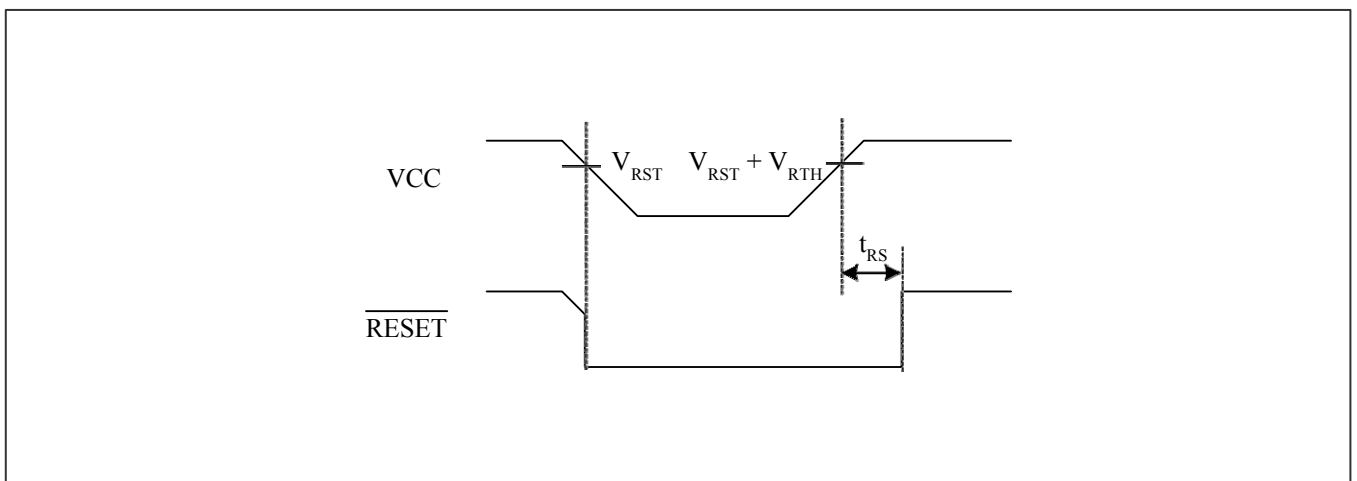 VCC
V_RST
V_RST + V_RTH
t_RS
RESET